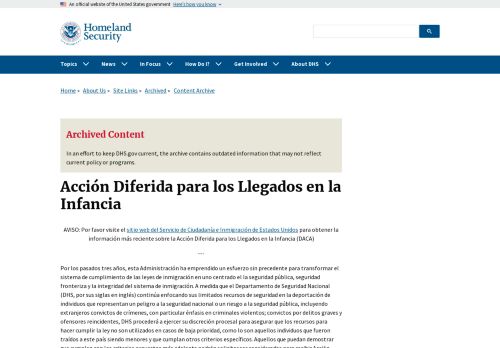 An official website of the United States government Here's how you know
Homeland
Security
Topics News In Focus How Do I? Get Involved About DHS
Home » About Us » Site Links » Archived » Content Archive
Archived Content
In an effort to keep DHS.gov current, the archive contains outdated information that may not reflect
current policy or programs.
Acción Diferida para los Llegados en la
Infancia
AVISO: Por favor visite el sitio web del Servicio de Ciudadanía e Inmigración de Estados Unidos para obtener la
información más reciente sobre la Acción Diferida para los Llegados en la Infancia (DACA)
---
Por los pasados tres años, esta Administración ha emprendido un esfuerzo sin precedente para transformar el
sistema de cumplimiento de las leyes de inmigración en uno centrado el la seguridad pública, seguridad
fronteriza y la integridad del sistema de inmigración. A medida que el Departamento de Seguridad Nacional
(DHS, por sus siglas en inglés) continúa enfocando sus limitados recursos de seguridad en la deportación de
individuos que representan un peligro a la seguridad nacional o un riesgo a la seguridad pública, incluyendo
extranjeros convictos de crímenes, con particular énfasis en criminales violentos; convictos por delitos graves y
ofensores reincidentes, DHS procederá a ejercer su discreción procesal para asegurar que los recursos para
hacer cumplir la ley no son utilizados en casos de baja prioridad, como lo son aquellos individuos que fueron
traídos a este país siendo menores y que cumplan otros criterios específicos. Aquellos que puedan demostrar